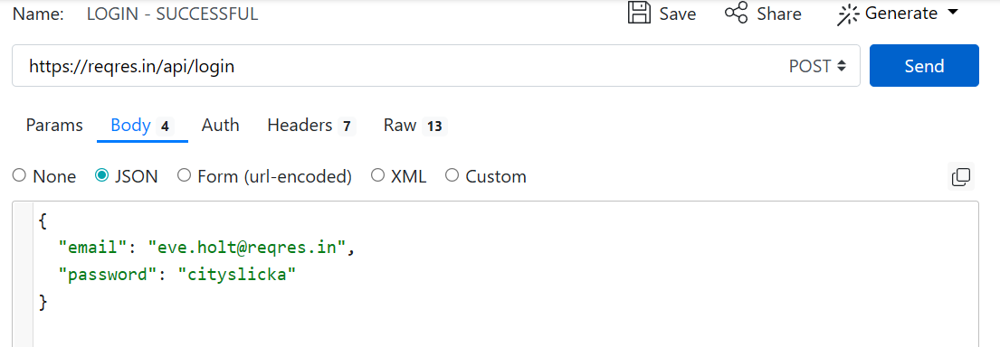 Name: LOGIN - SUCCESSFUL Save Share Generate
https://reqres.in/api/login POST Send
Params Body 4 Auth Headers 7 Raw 13
None JSON Form (url-encoded) XML Custom
{
"email": "eve.holt@reqres.in",
"password": "cityslicka"
}